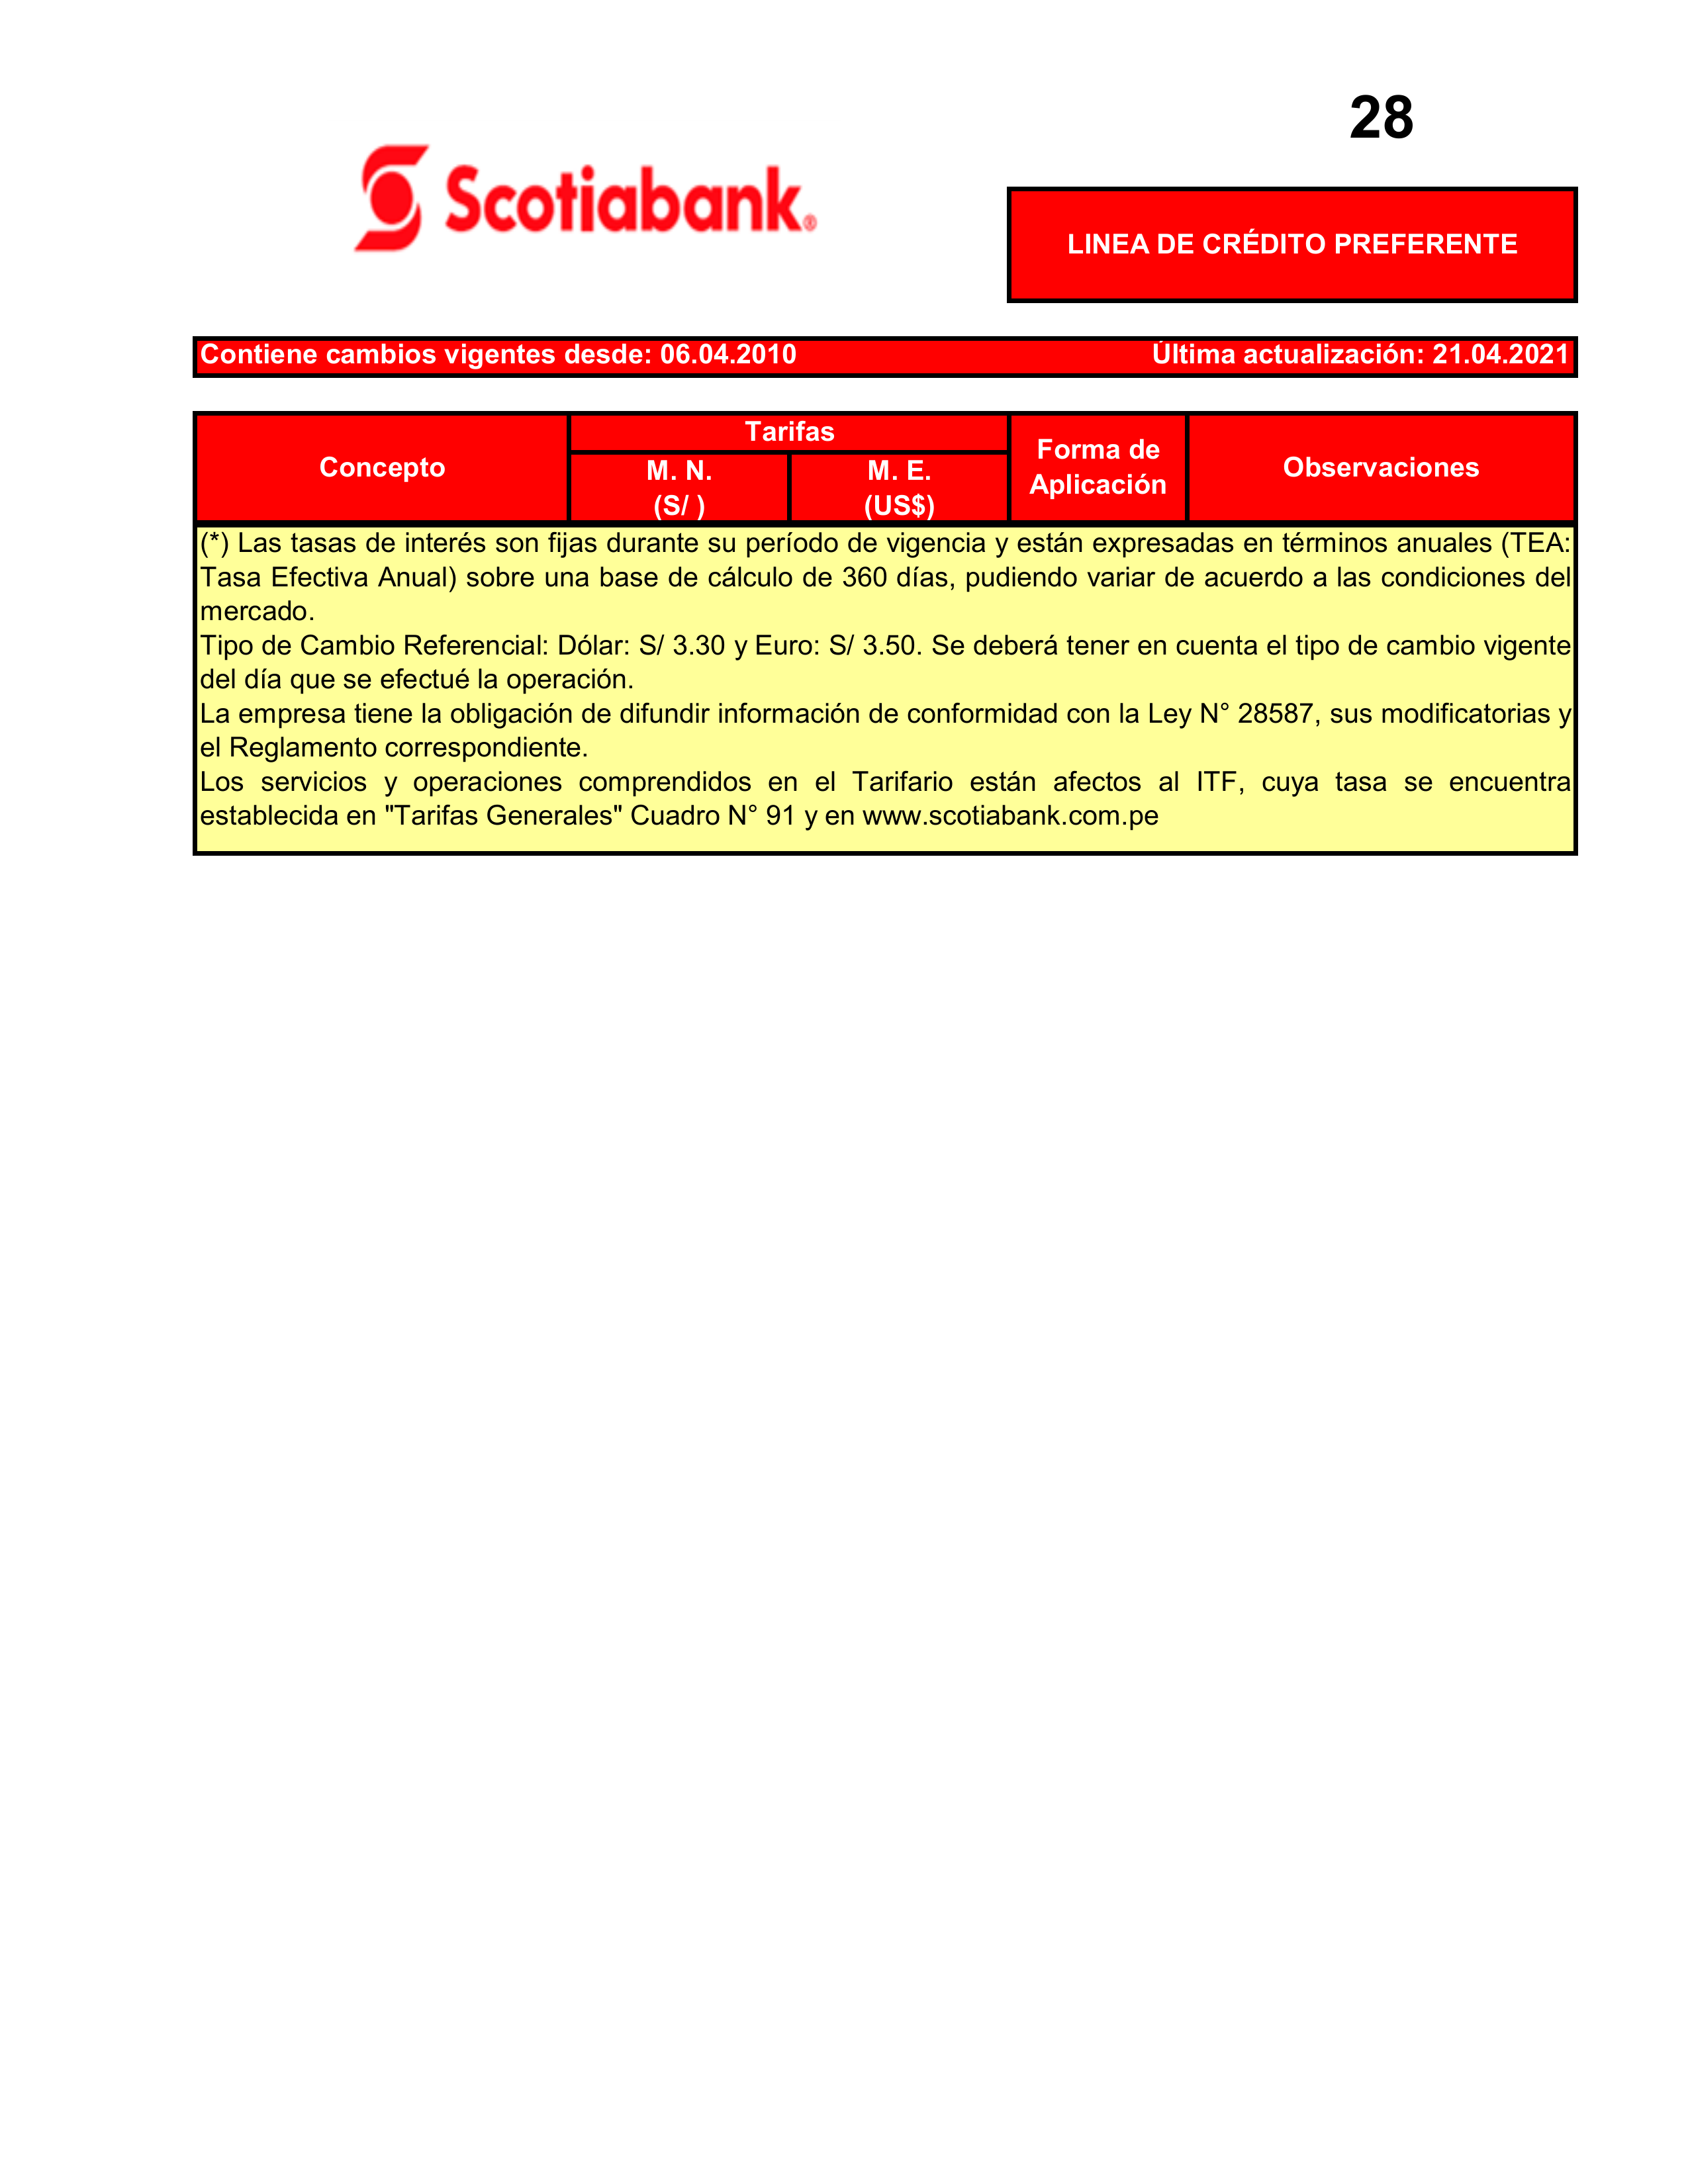 28
Scotiabank®
LINEA DE CRÉDITO PREFERENTE
Contiene cambios vigentes desde: 06.04.2010 Última actualización: 21.04.2021
Concepto
Tarifas
M. N.
(S/ )
M. E.
(US$)
Forma de
Aplicación
Observaciones
(*) Las tasas de interés son fijas durante su período de vigencia y están expresadas en términos anuales (TEA:
Tasa Efectiva Anual) sobre una base de cálculo de 360 días, pudiendo variar de acuerdo a las condiciones del
mercado.
Tipo de Cambio Referencial: Dólar: S/ 3.30 y Euro: S/ 3.50. Se deberá tener en cuenta el tipo de cambio vigente
del día que se efectué la operación.
La empresa tiene la obligación de difundir información de conformidad con la Ley N° 28587, sus modificatorias y
el Reglamento correspondiente.
Los servicios y operaciones comprendidos en el Tarifario están afectos al ITF, cuya tasa se encuentra
establecida en "Tarifas Generales" Cuadro N° 91 y en www.scotiabank.com.pe